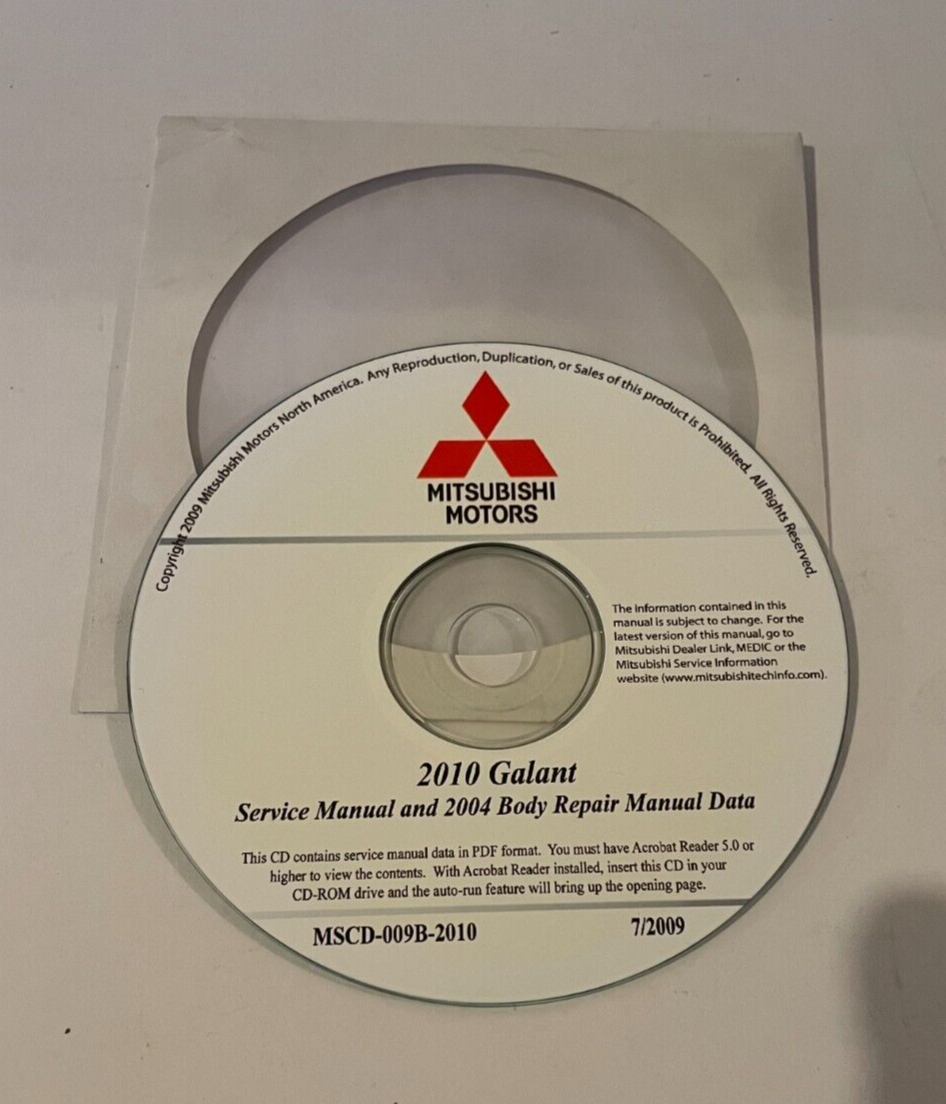 Copyright 2009 Mitsubishi Motors North America. Any Reproduction, Duplication, or Sales of this product is Prohibited. All Rights Reserved.
MITSUBISHI
MOTORS
The information contained in this
manual is subject to change. For the
latest version of this manual, go to
Mitsubishi Dealer Link, MEDIC or the
Mitsubishi Service Information
website (www.mitsubishitechinfo.com).
2010 Galant
Service Manual and 2004 Body Repair Manual Data
This CD contains service manual data in PDF format. You must have Acrobat Reader 5.0 or
higher to view the contents. With Acrobat Reader installed, insert this CD in your
CD-ROM drive and the auto-run feature will bring up the opening page.
MSCD-009B-2010 7/2009